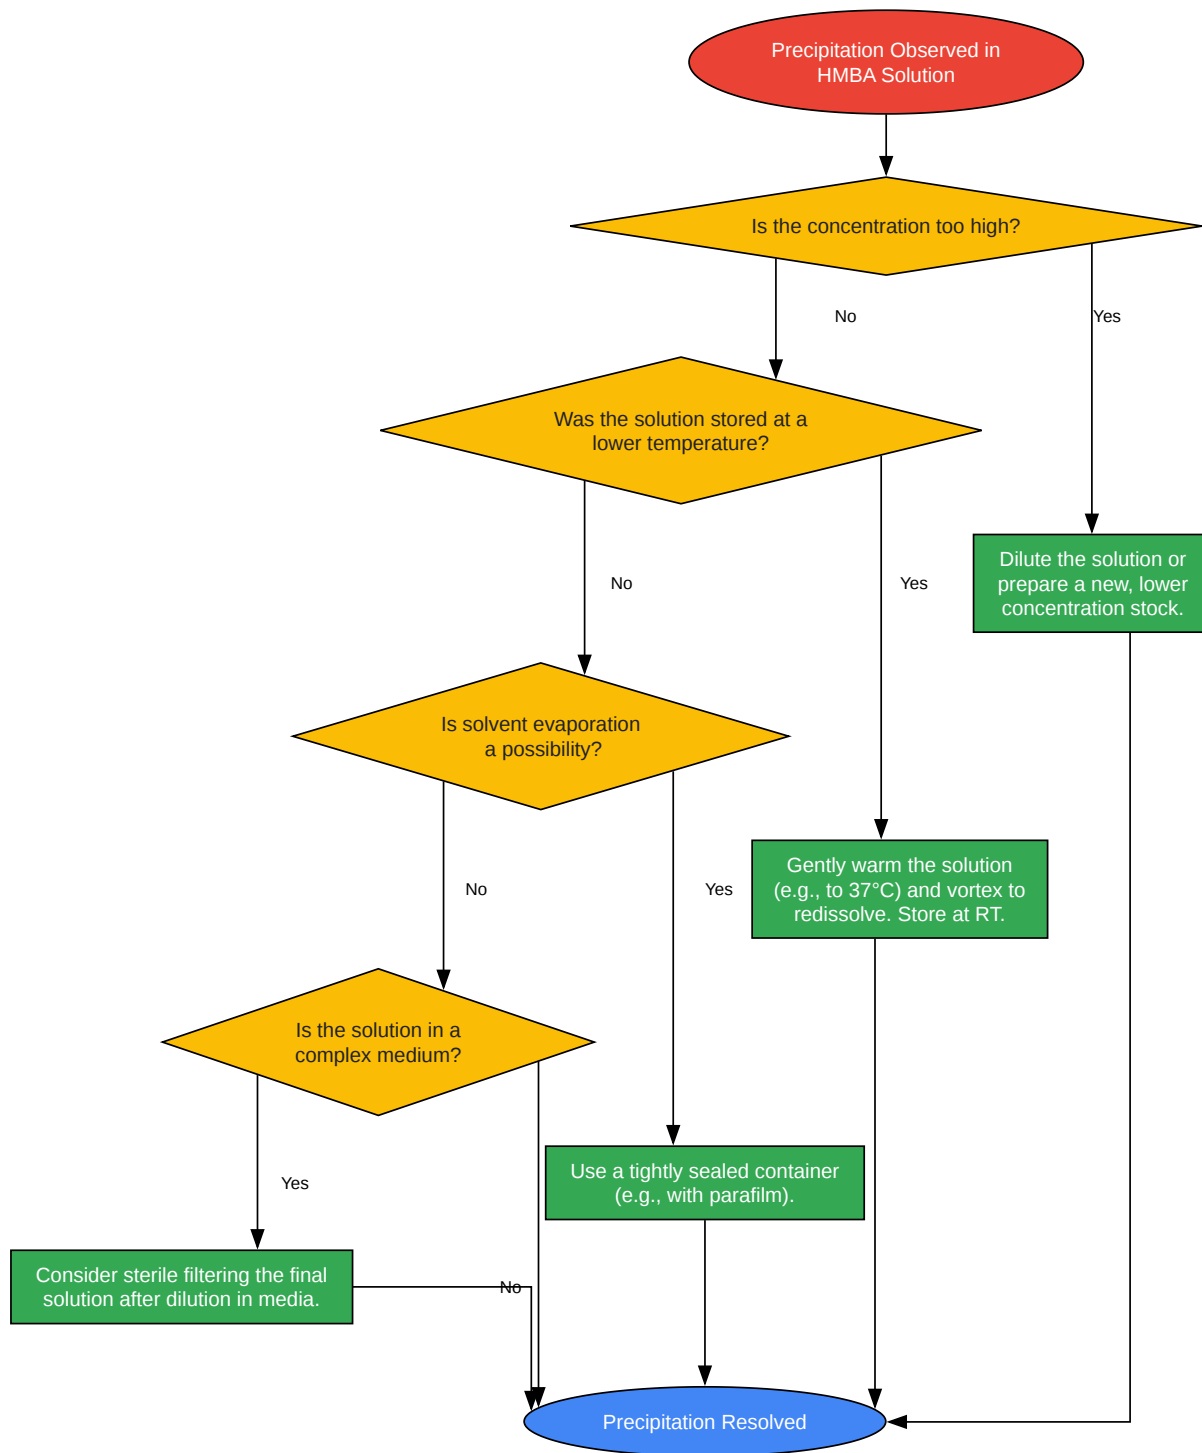 Precipitation Observed in
HMBA Solution
Is the concentration too high?
No
Yes
Was the solution stored at a
lower temperature?
Dilute the solution or
prepare a new, lower
concentration stock.
No
Yes
Is solvent evaporation
a possibility?
Gently warm the solution
(e.g., to 37°C) and vortex to
redissolve. Store at RT.
No
Yes
Is the solution in a
complex medium?
Use a tightly sealed container
(e.g., with parafilm).
Yes
Consider sterile filtering the final
solution after dilution in media.
No
Precipitation Resolved